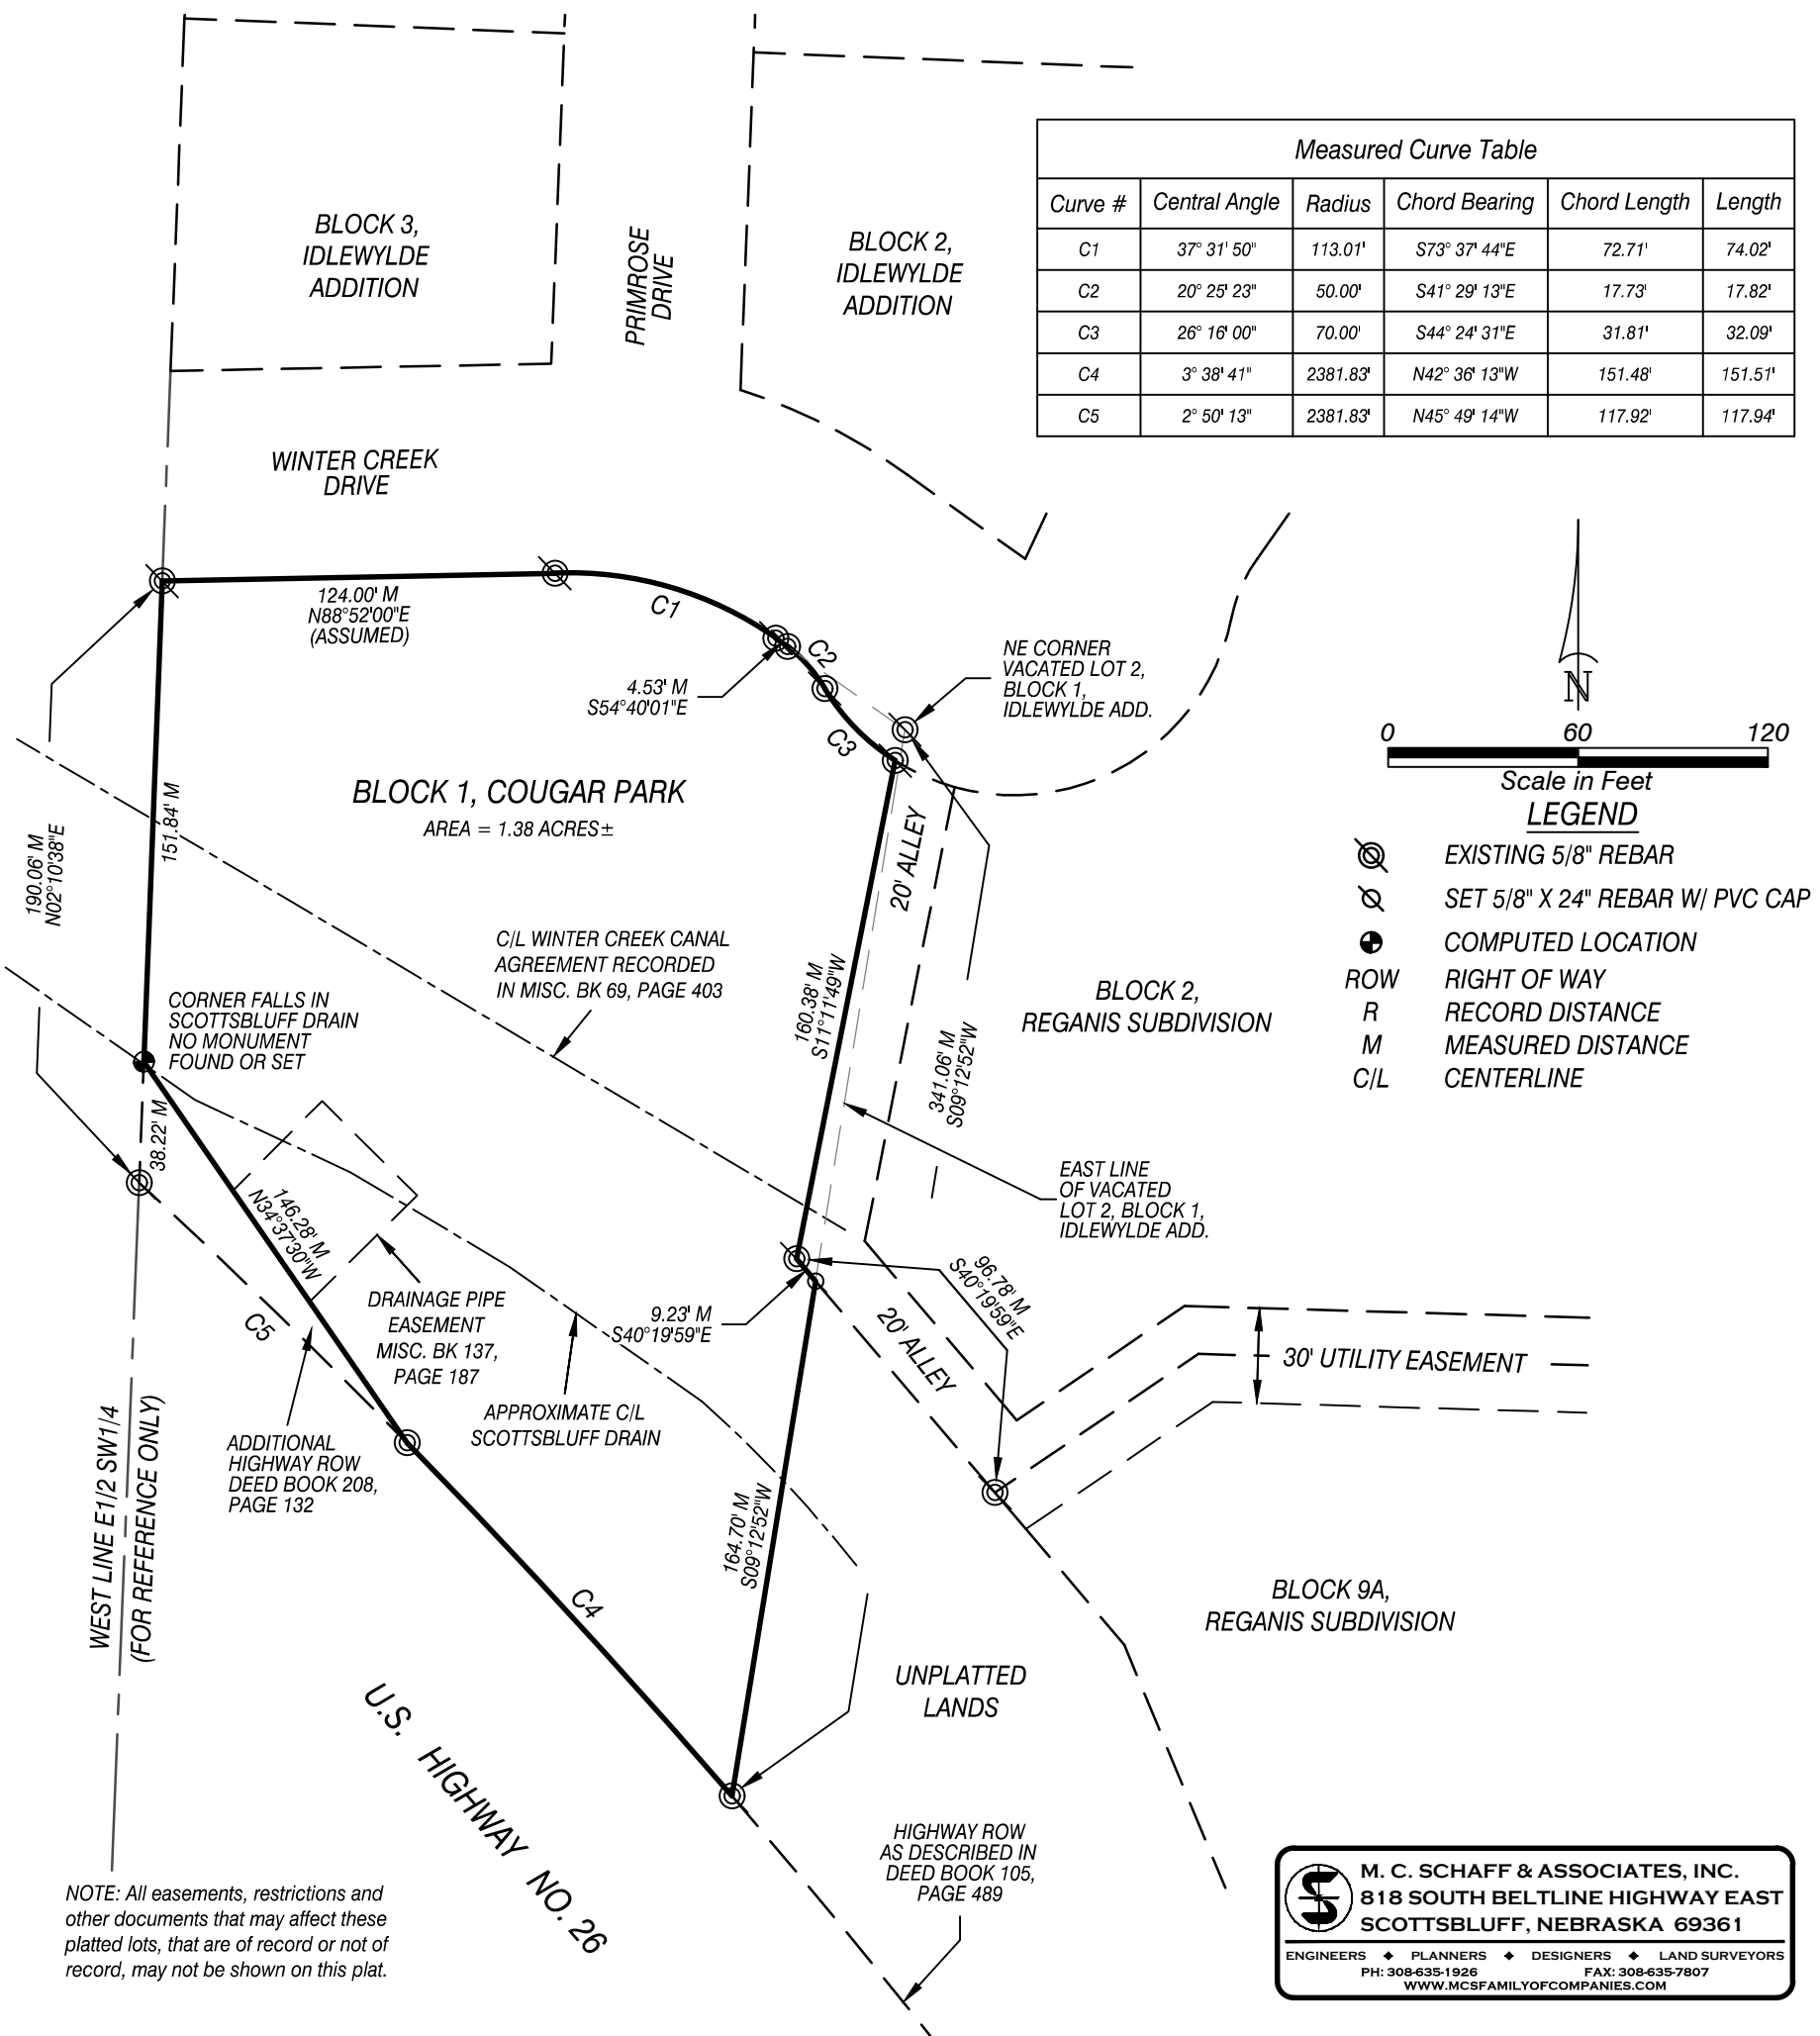 BLOCK 3,
IDLEWYLDE
ADDITION
PRIMROSE
DRIVE
BLOCK 2,
IDLEWYLDE
ADDITION
Measured Curve Table
Curve # Central Angle Radius Chord Bearing Chord Length Length
C1 37° 31' 50" 113.01' S73° 37' 44"E 72.71' 74.02'
C2 20° 25' 23" 50.00' S41° 29' 13"E 17.73' 17.82'
C3 26° 16' 00" 70.00' S44° 24' 31"E 31.81' 32.09'
C4 3° 38' 41" 2381.83' N42° 36' 13"W 151.48' 151.51'
C5 2° 50' 13" 2381.83' N45° 49' 14"W 117.92' 117.94'
WINTER CREEK
DRIVE
124.00' M
N88°52'00"E
(ASSUMED)
C1
C2
C3
4.53' M
S54°40'01"E
NE CORNER
VACATED LOT 2,
BLOCK 1,
IDLEWYLDE ADD.
N
0 60 120
Scale in Feet
LEGEND
EXISTING 5/8" REBAR
SET 5/8" X 24" REBAR W/ PVC CAP
COMPUTED LOCATION
ROW RIGHT OF WAY
R RECORD DISTANCE
M MEASURED DISTANCE
C/L CENTERLINE
BLOCK 1, COUGAR PARK
AREA = 1.38 ACRES±
151.84' M
190.06' M
N02°10'38"E
20' ALLEY
C/L WINTER CREEK CANAL
AGREEMENT RECORDED
IN MISC. BK 69, PAGE 403
160.38' M
S11°11'49"W
BLOCK 2,
REGANIS SUBDIVISION
341.06' M
S09°12'52"W
CORNER FALLS IN
SCOTTSBLUFF DRAIN
NO MONUMENT
FOUND OR SET
38.22' M
146.28' M
N34°37'30"W
EAST LINE
OF VACATED
LOT 2, BLOCK 1,
IDLEWYLDE ADD.
96.78' M
S40°19'59"E
C5
DRAINAGE PIPE
EASEMENT
MISC. BK 137,
PAGE 187
9.23' M
S40°19'59"E
20' ALLEY
30' UTILITY EASEMENT
APPROXIMATE C/L
SCOTTSBLUFF DRAIN
ADDITIONAL
HIGHWAY ROW
DEED BOOK 208,
PAGE 132
WEST LINE E1/2 SW1/4
(FOR REFERENCE ONLY)
164.70' M
S09°12'52"W
C4
BLOCK 9A,
REGANIS SUBDIVISION
UNPLATTED
LANDS
U.S. HIGHWAY NO. 26
HIGHWAY ROW
AS DESCRIBED IN
DEED BOOK 105,
PAGE 489
NOTE: All easements, restrictions and
other documents that may affect these
platted lots, that are of record or not of
record, may not be shown on this plat.
M. C. SCHAFF & ASSOCIATES, INC.
818 SOUTH BELTLINE HIGHWAY EAST
SCOTTSBLUFF, NEBRASKA 69361
ENGINEERS ◆ PLANNERS ◆ DESIGNERS ◆ LAND SURVEYORS
PH: 308-635-1926 FAX: 308-635-7807
WWW.MCSFAMILYOFCOMPANIES.COM